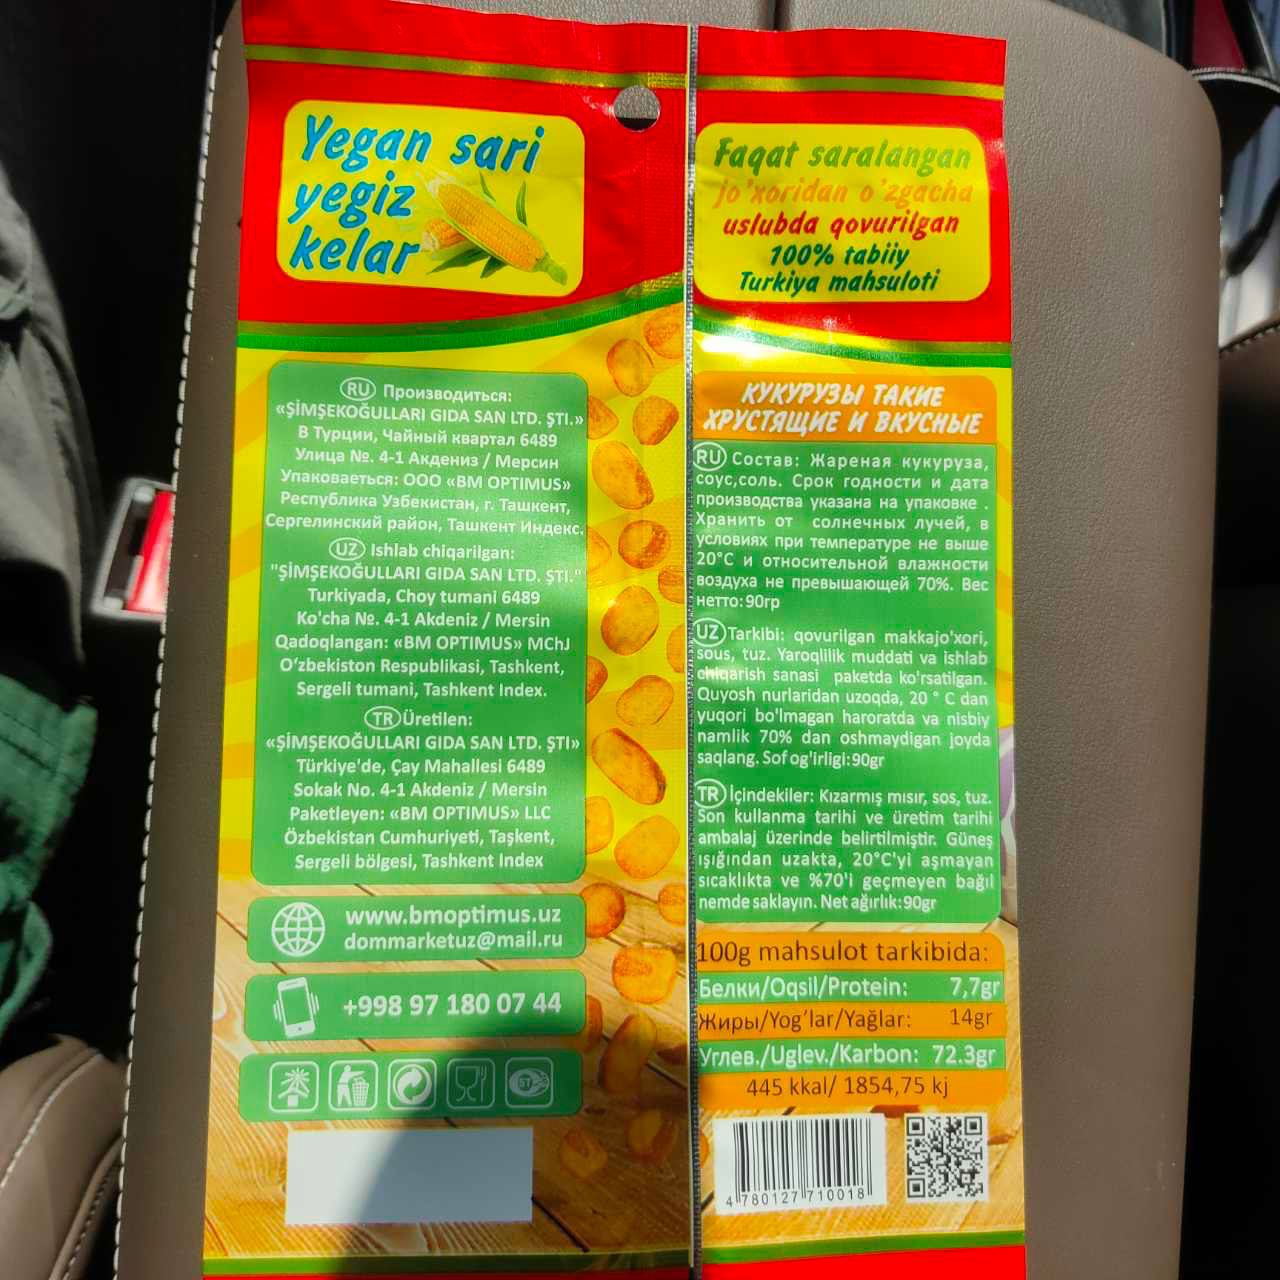 Yegan sari
yegiz
kelar
RU Производиться:
«ŞİMŞEKOĞULLARI GIDA SAN LTD. ŞTI.»
В Турции, Чайный квартал 6489
Улица №. 4-1 Акдениз / Мерсин
Упаковаеться: ООО «BM OPTIMUS»
Республика Узбекистан, г. Ташкент,
Сергелинский район, Ташкент Индекс.
UZ Ishlab chiqarilgan:
"ŞİMŞEKOĞULLARI GIDA SAN LTD. ŞTI."
Turkiyada, Choy tumani 6489
Ko'cha №. 4-1 Akdeniz / Mersin
Qadoqlangan: «BM OPTIMUS» MChJ
O‘zbekiston Respublikasi, Tashkent,
Sergeli tumani, Tashkent Index.
TR Üretilen:
«ŞİMŞEKOĞULLARI GIDA SAN LTD. ŞTI»
Türkiye'de, Çay Mahallesi 6489
Sokak No. 4-1 Akdeniz / Mersin
Paketleyen: «BM OPTIMUS» LLC
Özbekistan Cumhuriyeti, Taşkent,
Sergeli bölgesi, Tashkent Index
www.bmoptimus.uz
dommarketuz@mail.ru
+998 97 180 07 44
ST
Faqat saralangan
jo'xoridan o'zgacha
uslubda qovurilgan
100% tabiiy
Turkiya mahsuloti
КУКУРУЗЫ ТАКИЕ
ХРУСТЯЩИЕ И ВКУСНЫЕ
RU Состав: Жареная кукуруза,
соус,соль. Срок годности и дата
производства указана на упаковке .
Хранить от солнечных лучей, в
условиях при температуре не выше
20°C и относительной влажности
воздуха не превышающей 70%. Вес
нетто:90гр
UZ Tarkibi: qovurilgan makkajo'xori,
sous, tuz. Yaroqlilik muddati va ishlab
chiqarish sanasi paketda ko'rsatilgan.
Quyosh nurlaridan uzoqda, 20 ° C dan
yuqori bo'lmagan haroratda va nisbiy
namlik 70% dan oshmaydigan joyda
saqlang. Sof og'irligi:90gr
TR İçindekiler: Kızarmış mısır, sos, tuz.
Son kullanma tarihi ve üretim tarihi
ambalaj üzerinde belirtilmiştir. Güneş
ışığından uzakta, 20°C'yi aşmayan
sıcaklıkta ve %70'i geçmeyen bağıl
nemde saklayın. Net ağırlık:90gr
100g mahsulot tarkibida:
Белки/Oqsil/Protein: 7,7gr
Жиры/Yog’lar/Yağlar: 14gr
Углев./Uglev./Karbon: 72.3gr
445 kkal/ 1854,75 kj
4 780127 710018